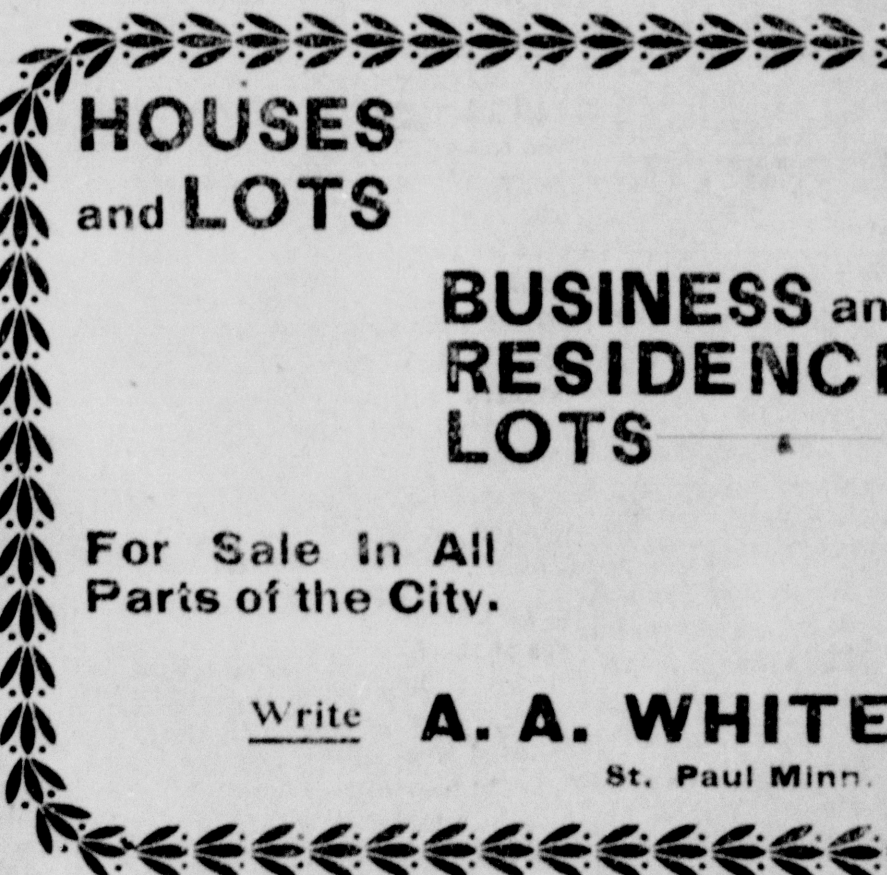 HOUSES
and LOTS
BUSINESS an
RESIDENC
LOTS
For Sale In All
Parts of the City.
Write A. A. WHITE
St. Paul Minn.